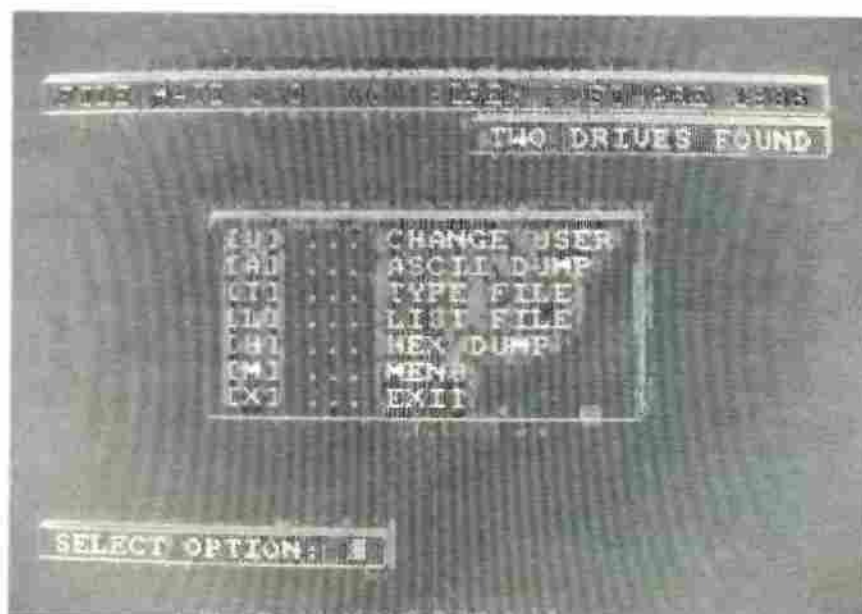 TWO DRIVES FOUND
[U] ... CHANGE USER
[A] ... ASCII DUMP
[T] ... TYPE FILE
[L] ... LIST FILE
[H] ... HEX DUMP
[M] ... MENU
[X] ... EXIT
SELECT OPTION: